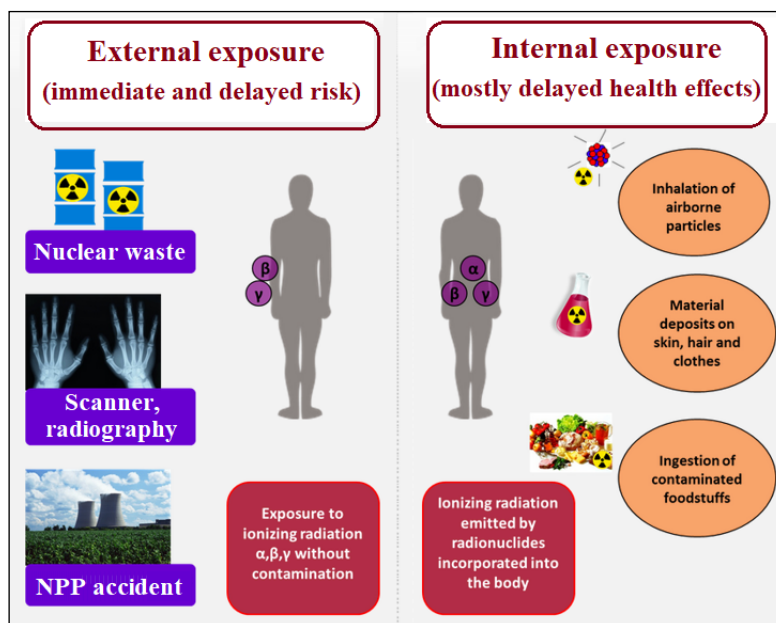 External exposure
(immediate and delayed risk)
Nuclear waste
Scanner,
radiography
NPP accident
β
γ
Exposure to
ionizing radiation
α,β,γ without
contamination
Internal exposure
(mostly delayed health effects)
α
β γ
Ionizing radiation
emitted by
radionuclides
incorporated into
the body
Inhalation of
airborne
particles
Material
deposits on
skin, hair and
clothes
Ingestion of
contaminated
foodstuffs